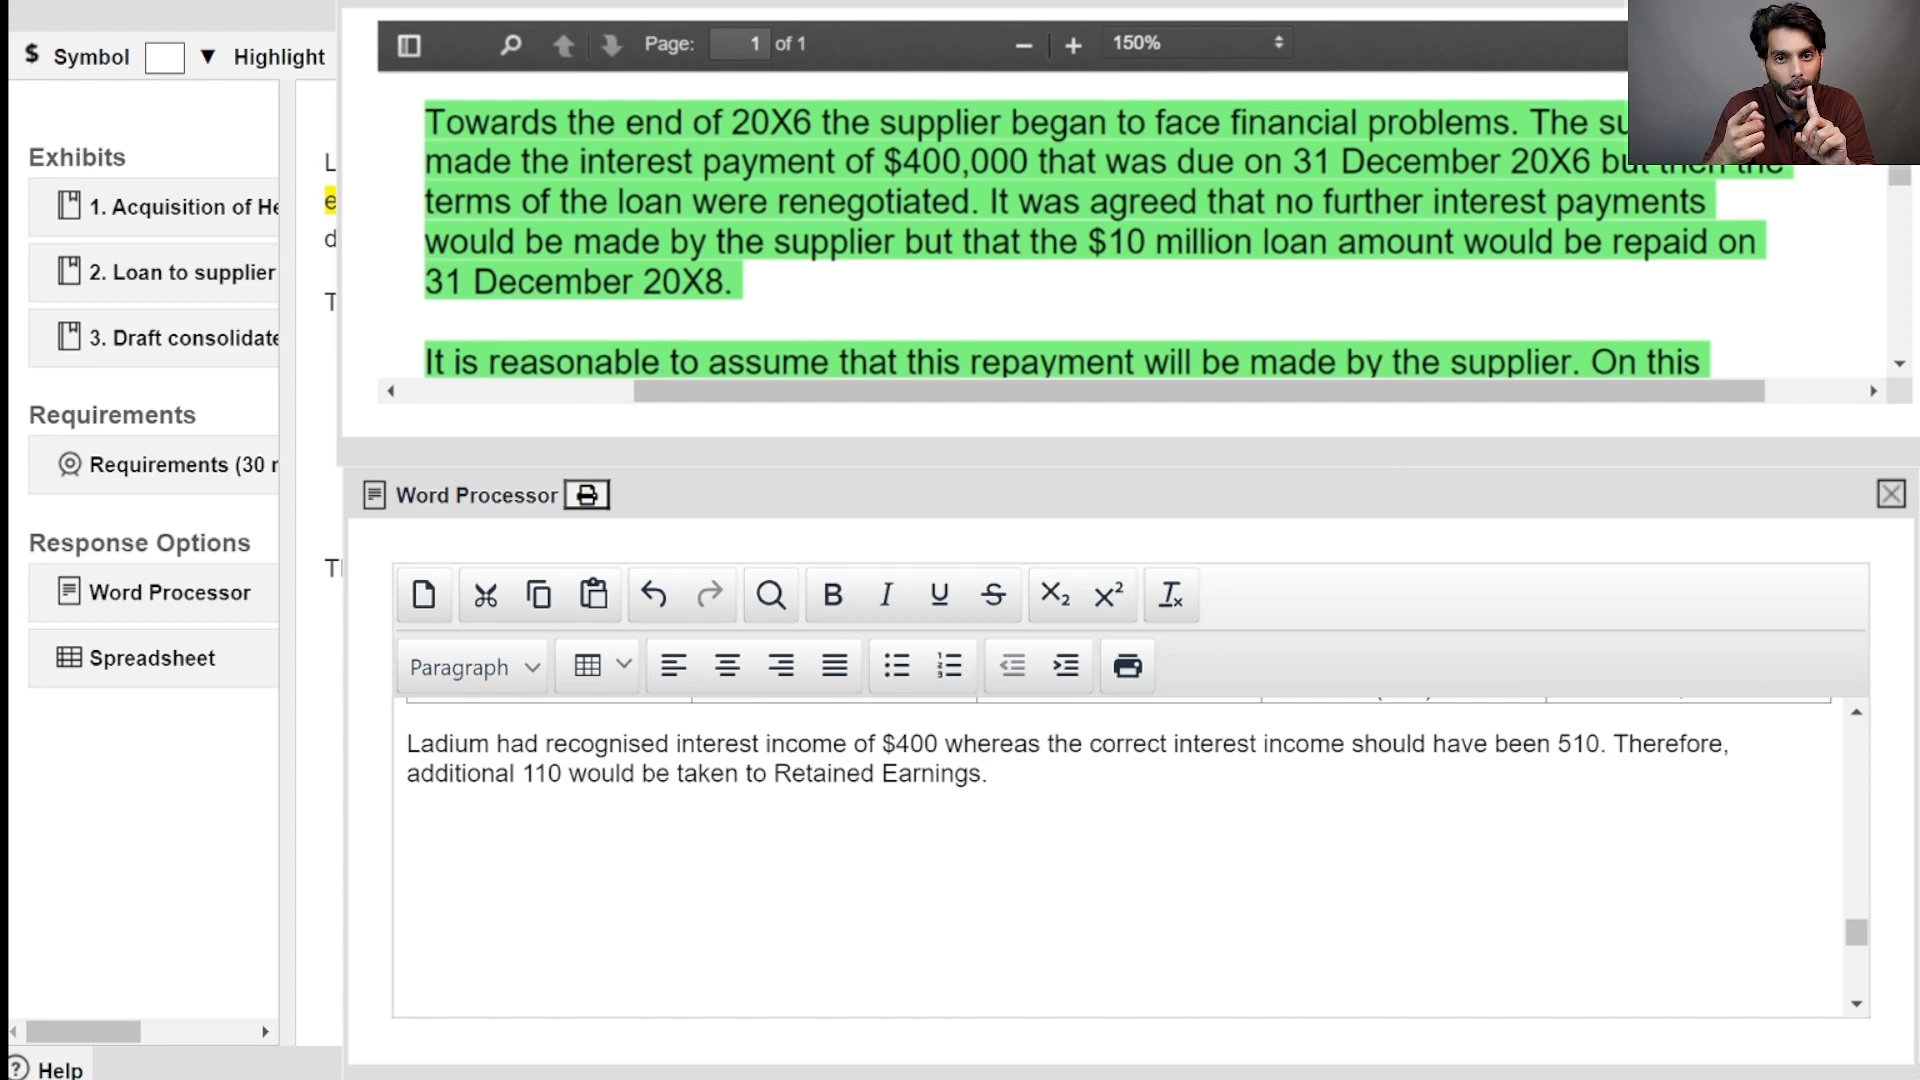 $ Symbol ▼ Highlight
Exhibits
1. Acquisition of He
2. Loan to supplier
3. Draft consolidate
Requirements
Requirements (30 r
Response Options
Word Processor
Spreadsheet
Help
Page: 1 of 1
150%
Towards the end of 20X6 the supplier began to face financial problems. The su
made the interest payment of $400,000 that was due on 31 December 20X6 but then the
terms of the loan were renegotiated. It was agreed that no further interest payments
would be made by the supplier but that the $10 million loan amount would be repaid on
31 December 20X8.
It is reasonable to assume that this repayment will be made by the supplier. On this
Word Processor
B I U S X₂ X²
Paragraph
Ladium had recognised interest income of $400 whereas the correct interest income should have been 510. Therefore,
additional 110 would be taken to Retained Earnings.